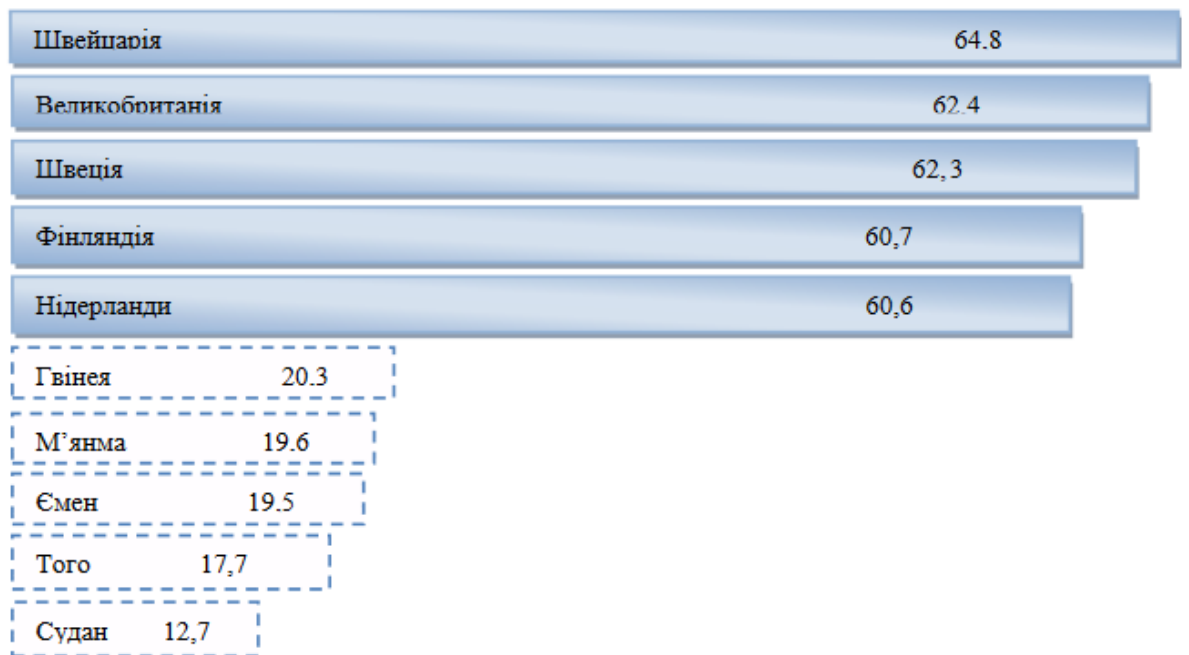 Швейцарія 64.8
Великобританія 62.4
Швеція 62,3
Фінляндія 60,7
Нідерланди 60,6
Гвінея 20.3
М’янма 19.6
Ємен 19.5
Того 17,7
Судан 12,7